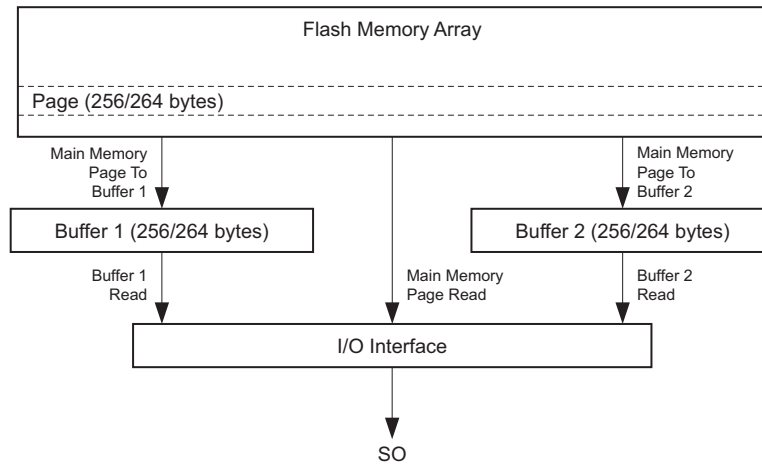 Flash Memory Array
Page (256/264 bytes)
Main Memory
Page To
Buffer 1
Main Memory
Page To
Buffer 2
Buffer 1 (256/264 bytes)
Buffer 2 (256/264 bytes)
Buffer 1
Read
Main Memory
Page Read
Buffer 2
Read
I/O Interface
SO